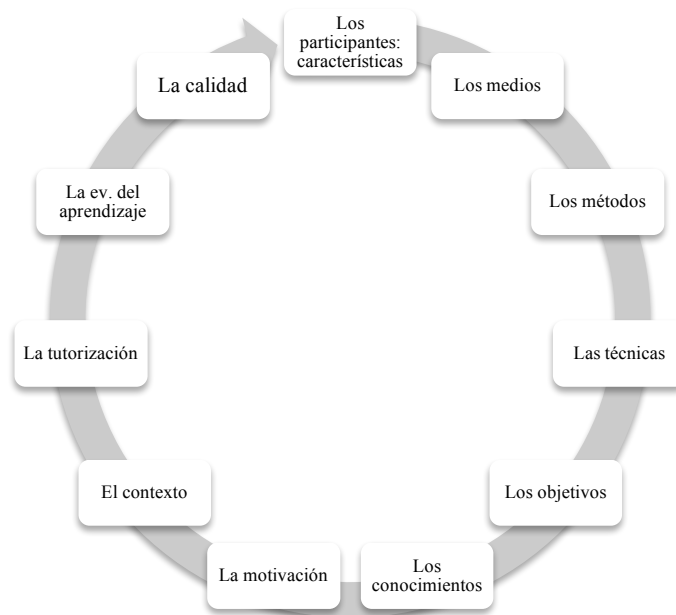 Los
participantes:
características
Los medios
Los métodos
Las técnicas
Los objetivos
Los
conocimientos
La motivación
El contexto
La tutorización
La ev. del
aprendizaje
La calidad